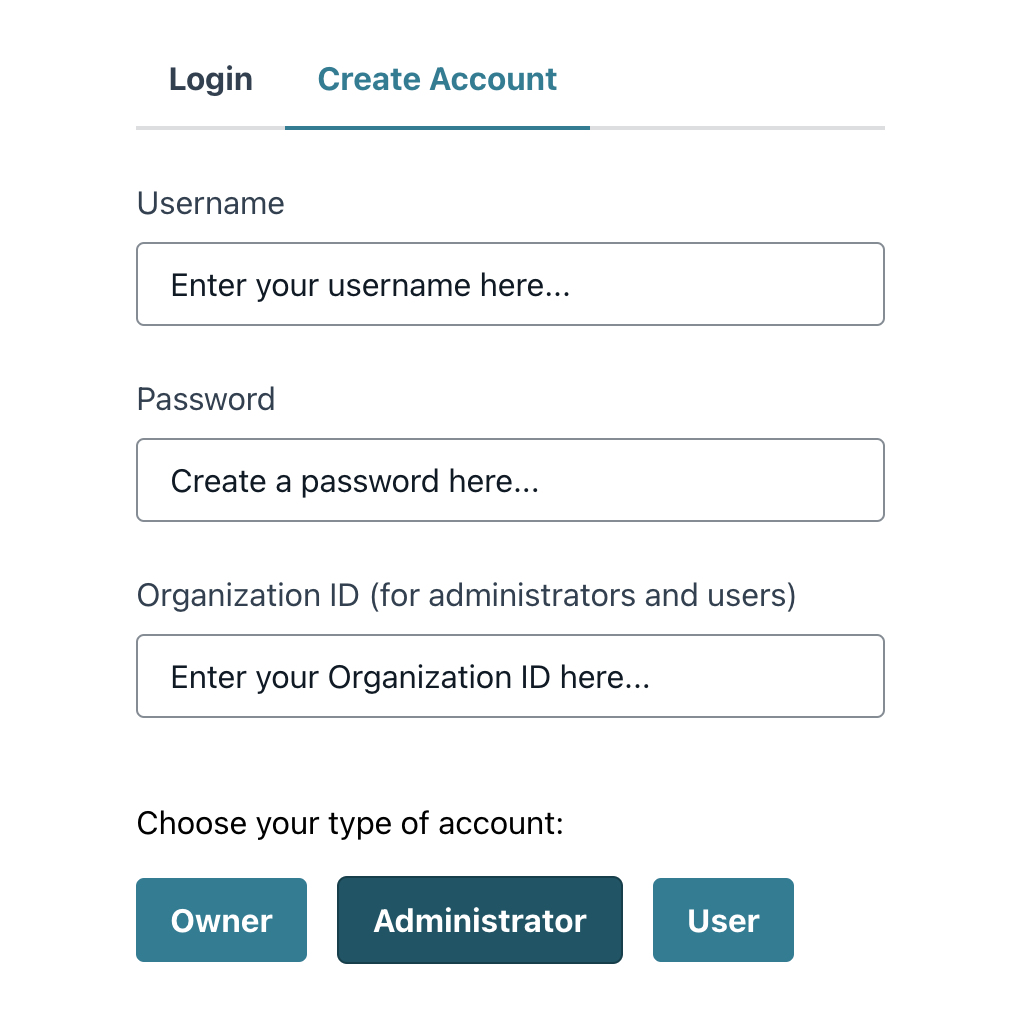 Login Create Account
Username
Enter your username here...
Password
Create a password here...
Organization ID (for administrators and users)
Enter your Organization ID here...
Choose your type of account:
Owner Administrator User